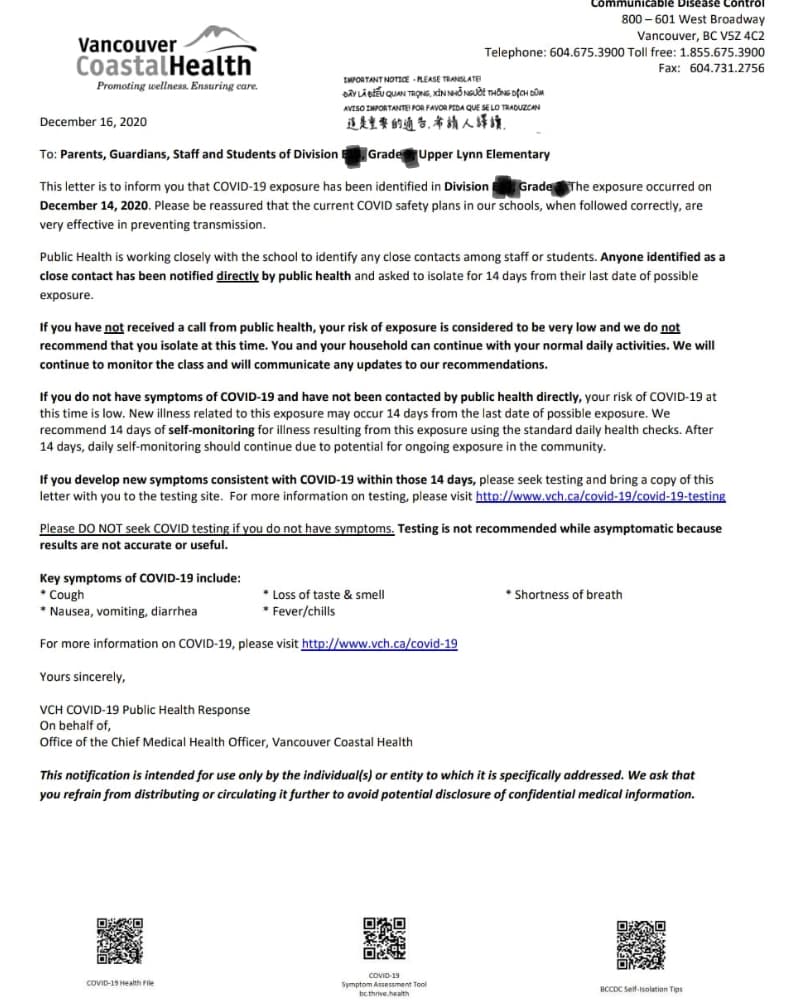 Communicable Disease Control
800 – 601 West Broadway
Vancouver, BC V5Z 4C2
Telephone: 604.675.3900 Toll free: 1.855.675.3900
Fax: 604.731.2756
Vancouver
CoastalHealth
Promoting wellness. Ensuring care.
IMPORTANT NOTICE - PLEASE TRANSLATE!
ĐÂY LÀ ĐIỀU QUAN TRỌNG, XIN NHỜ NGƯỜI THÔNG DỊCH DÙM
AVISO IMPORTANTE! POR FAVOR PIDA QUE SE LO TRADUZCAN
這是重要的通告,希請人譯讀.
December 16, 2020
To: Parents, Guardians, Staff and Students of Division Grade Upper Lynn Elementary
This letter is to inform you that COVID-19 exposure has been identified in Division Grade The exposure occurred on
December 14, 2020. Please be reassured that the current COVID safety plans in our schools, when followed correctly, are
very effective in preventing transmission.
Public Health is working closely with the school to identify any close contacts among staff or students. Anyone identified as a
close contact has been notified directly by public health and asked to isolate for 14 days from their last date of possible
exposure.
If you have not received a call from public health, your risk of exposure is considered to be very low and we do not
recommend that you isolate at this time. You and your household can continue with your normal daily activities. We will
continue to monitor the class and will communicate any updates to our recommendations.
If you do not have symptoms of COVID-19 and have not been contacted by public health directly, your risk of COVID-19 at
this time is low. New illness related to this exposure may occur 14 days from the last date of possible exposure. We
recommend 14 days of self-monitoring for illness resulting from this exposure using the standard daily health checks. After
14 days, daily self-monitoring should continue due to potential for ongoing exposure in the community.
If you develop new symptoms consistent with COVID-19 within those 14 days, please seek testing and bring a copy of this
letter with you to the testing site. For more information on testing, please visit http://www.vch.ca/covid-19/covid-19-testing
Please DO NOT seek COVID testing if you do not have symptoms. Testing is not recommended while asymptomatic because
results are not accurate or useful.
Key symptoms of COVID-19 include:
* Cough * Loss of taste & smell * Shortness of breath
* Nausea, vomiting, diarrhea * Fever/chills
For more information on COVID-19, please visit http://www.vch.ca/covid-19
Yours sincerely,
VCH COVID-19 Public Health Response
On behalf of,
Office of the Chief Medical Health Officer, Vancouver Coastal Health
This notification is intended for use only by the individual(s) or entity to which it is specifically addressed. We ask that
you refrain from distributing or circulating it further to avoid potential disclosure of confidential medical information.
COVID-19 Health File
COVID-19
Symptom Assessment Tool
bc.thrive.health
BCCDC Self-Isolation Tips